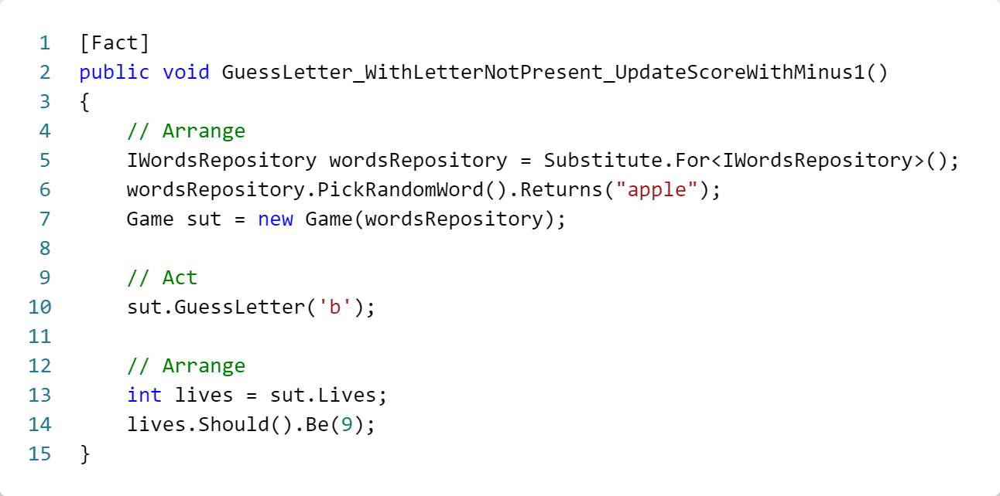 1 [Fact]
2 public void GuessLetter_WithLetterNotPresent_UpdateScoreWithMinus1()
3 {
4     // Arrange
5     IWordsRepository wordsRepository = Substitute.For<IWordsRepository>();
6     wordsRepository.PickRandomWord().Returns("apple");
7     Game sut = new Game(wordsRepository);
8
9     // Act
10     sut.GuessLetter('b');
11
12     // Arrange
13     int lives = sut.Lives;
14     lives.Should().Be(9);
15 }